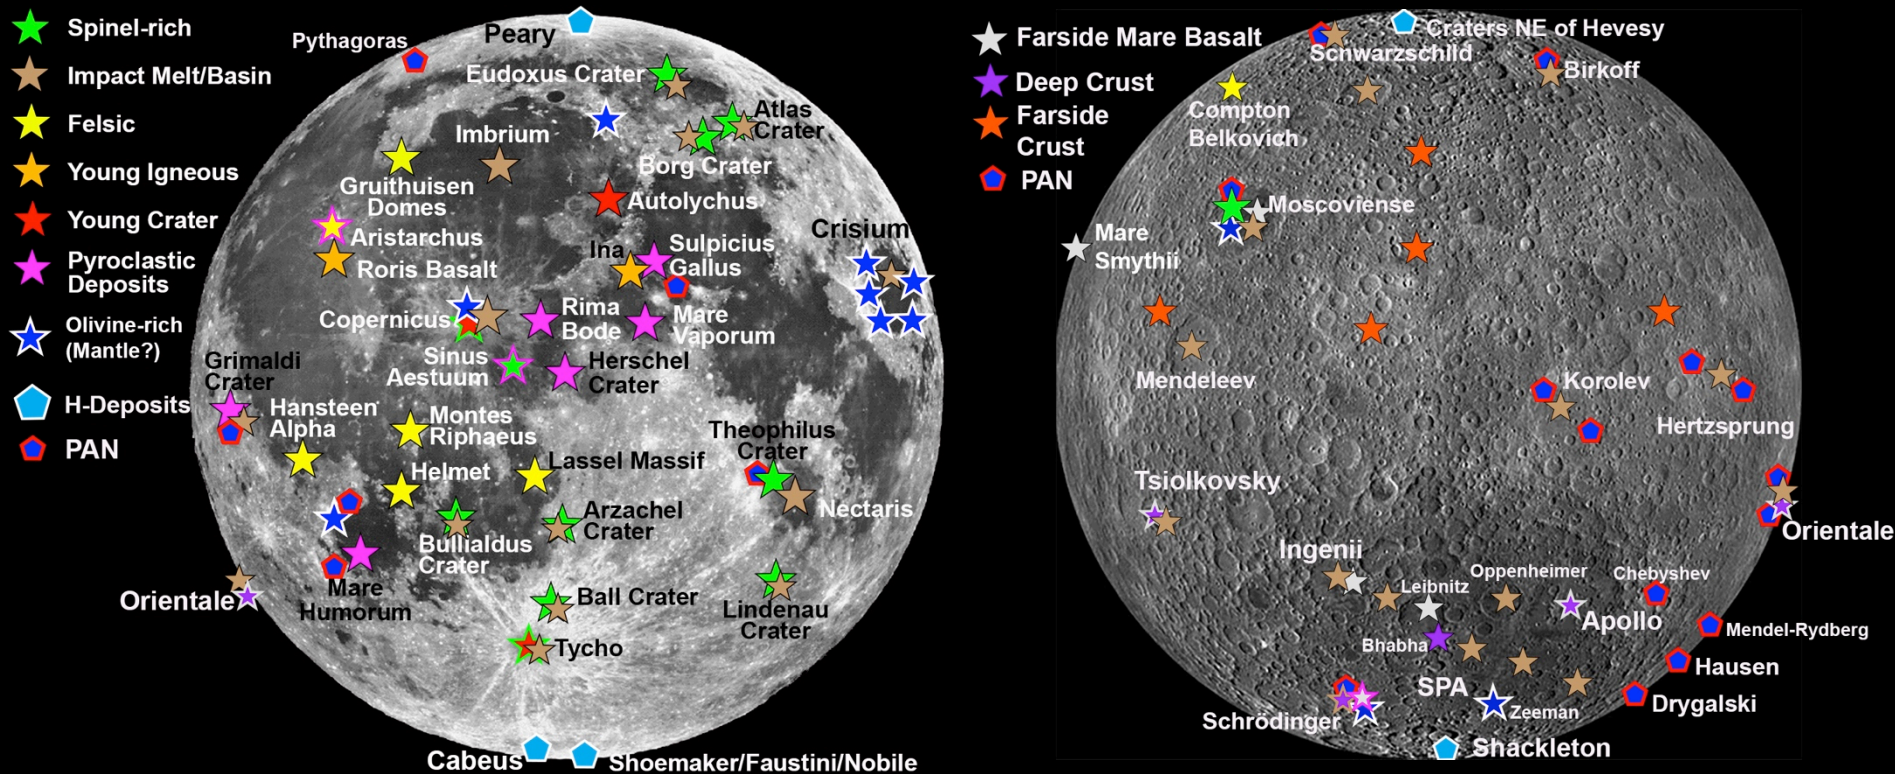 Spinel-rich
Impact Melt/Basin
Felsic
Young Igneous
Young Crater
Pyroclastic
Deposits
Olivine-rich
(Mantle?)
H-Deposits
PAN
Pythagoras
Peary
Eudoxus Crater
Atlas
Crater
Imbrium
Borg Crater
Gruithuisen
Domes
Autolychus
Aristarchus
Crisium
Ina
Sulpicius
Gallus
Roris Basalt
Copernicus
Rima
Bode
Mare
Vaporum
Sinus
Aestuum
Herschel
Crater
Grimaldi
Crater
Hansteen
Alpha
Montes
Riphaeus
Theophilus
Crater
Helmet
Lassel Massif
Nectaris
Arzachel
Crater
Bullialdus
Crater
Mare
Humorum
Orientale
Ball Crater
Lindenau
Crater
Tycho
Cabeus
Shoemaker/Faustini/Nobile
Farside Mare Basalt
Deep Crust
Farside
Crust
PAN
Craters NE of Hevesy
Schwarzschild
Birkoff
Compton
Belkovich
Moscoviense
Mare
Smythii
Mendeleev
Korolev
Hertzsprung
Tsiolkovsky
Orientale
Ingenii
Leibnitz
Oppenheimer
Chebyshev
Apollo
Mendel-Rydberg
Bhabha
Hausen
SPA
Drygalski
Schrödinger
Zeeman
Shackleton